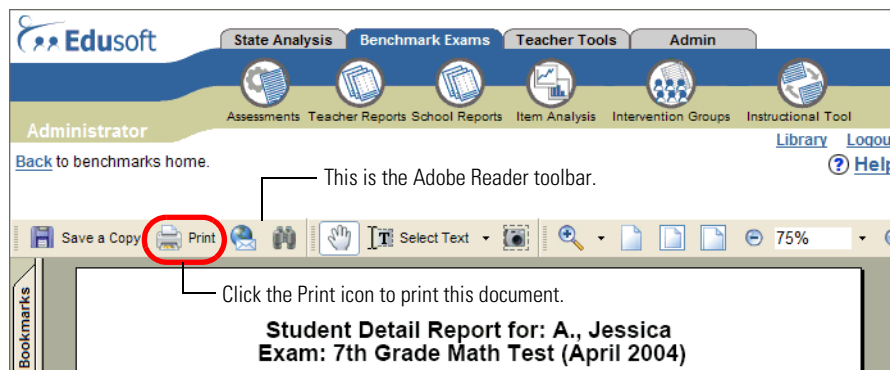 Edusoft
State Analysis Benchmark Exams Teacher Tools Admin
Assessments Teacher Reports School Reports Item Analysis Intervention Groups Instructional Tool
Administrator
Library Logou
Back to benchmarks home.
? Help
This is the Adobe Reader toolbar.
Save a Copy Print T Select Text 75%
Click the Print icon to print this document.
Bookmarks
Student Detail Report for: A., Jessica
Exam: 7th Grade Math Test (April 2004)